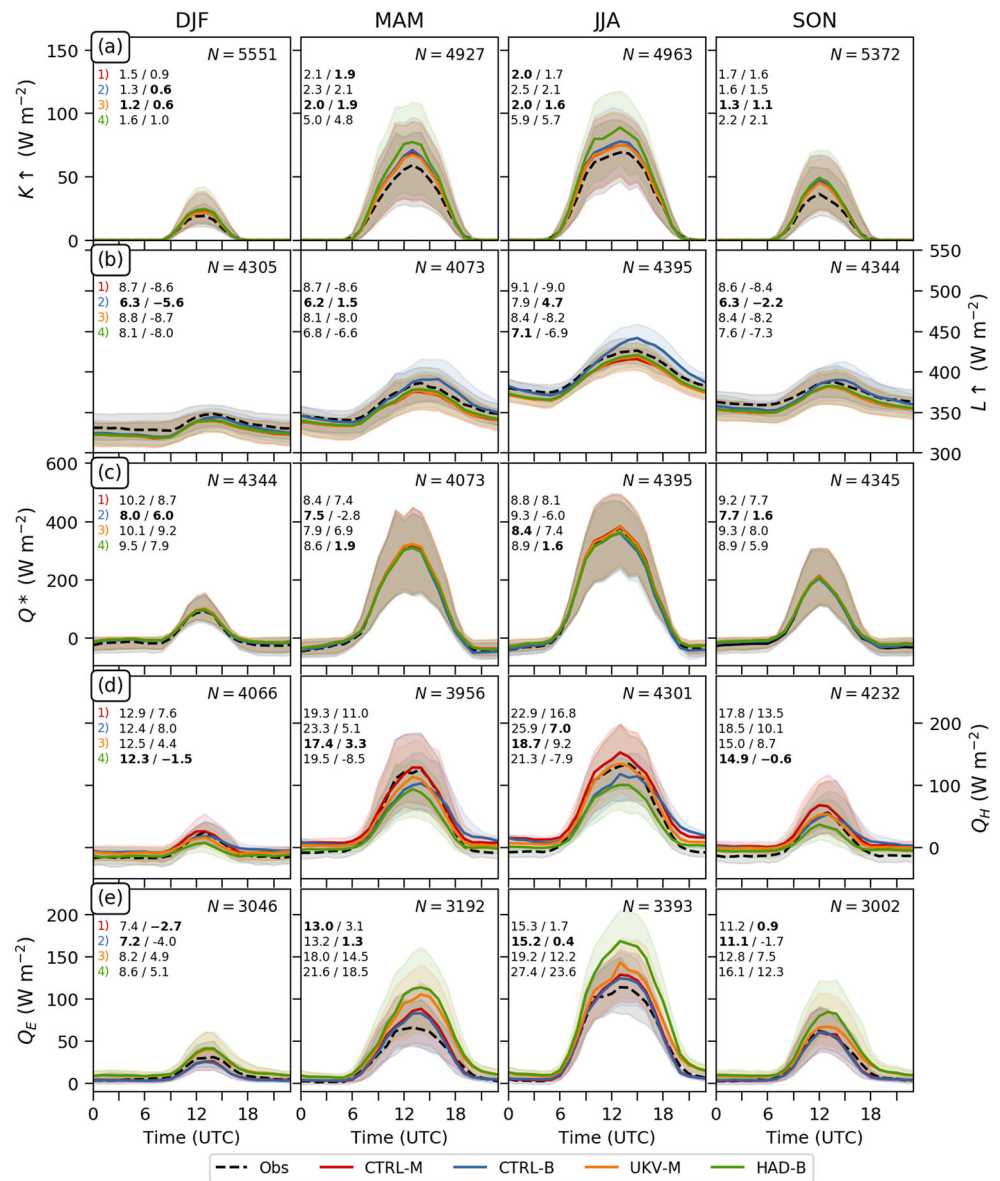 DJF MAM JJA SON
(a)
N = 5551 N = 4927 N = 4963 N = 5372
1) 1.5 / 0.9 2.1 / 1.9 2.0 / 1.7 1.7 / 1.6
2) 1.3 / 0.6 2.3 / 2.1 2.5 / 2.1 1.6 / 1.5
3) 1.2 / 0.6 2.0 / 1.9 2.0 / 1.6 1.3 / 1.1
4) 1.6 / 1.0 5.0 / 4.8 5.9 / 5.7 2.2 / 2.1
150
100
50
0
K↑ (W m−2)
(b)
N = 4305 N = 4073 N = 4395 N = 4344
1) 8.7 / -8.6 8.7 / -8.6 9.1 / -9.0 8.6 / -8.4
2) 6.3 / −5.6 6.2 / 1.5 7.9 / 4.7 6.3 / −2.2
3) 8.8 / -8.7 8.1 / -8.0 8.4 / -8.2 8.4 / -8.2
4) 8.1 / -8.0 6.8 / -6.6 7.1 / -6.9 7.6 / -7.3
550
500
450
400
350
300
L↑ (W m−2)
(c)
N = 4344 N = 4073 N = 4395 N = 4345
1) 10.2 / 8.7 8.4 / 7.4 8.8 / 8.1 9.2 / 7.7
2) 8.0 / 6.0 7.5 / -2.8 9.3 / -6.0 7.7 / 1.6
3) 10.1 / 9.2 7.9 / 6.9 8.4 / 7.4 9.3 / 8.0
4) 9.5 / 7.9 8.6 / 1.9 8.9 / 1.6 8.9 / 5.9
600
400
200
0
Q* (W m−2)
(d)
N = 4066 N = 3956 N = 4301 N = 4232
1) 12.9 / 7.6 19.3 / 11.0 22.9 / 16.8 17.8 / 13.5
2) 12.4 / 8.0 23.3 / 5.1 25.9 / 7.0 18.5 / 10.1
3) 12.5 / 4.4 17.4 / 3.3 18.7 / 9.2 15.0 / 8.7
4) 12.3 / −1.5 19.5 / -8.5 21.3 / -7.9 14.9 / −0.6
200
100
0
QH (W m−2)
(e)
N = 3046 N = 3192 N = 3393 N = 3002
1) 7.4 / −2.7 13.0 / 3.1 15.3 / 1.7 11.2 / 0.9
2) 7.2 / -4.0 13.2 / 1.3 15.2 / 0.4 11.1 / -1.7
3) 8.2 / 4.9 18.0 / 14.5 19.2 / 12.2 12.8 / 7.5
4) 8.6 / 5.1 21.6 / 18.5 27.4 / 23.6 16.1 / 12.3
200
150
100
50
0
QE (W m−2)
0 6 12 18 0 6 12 18 0 6 12 18 0 6 12 18
Time (UTC) Time (UTC) Time (UTC) Time (UTC)
Obs CTRL-M CTRL-B UKV-M HAD-B